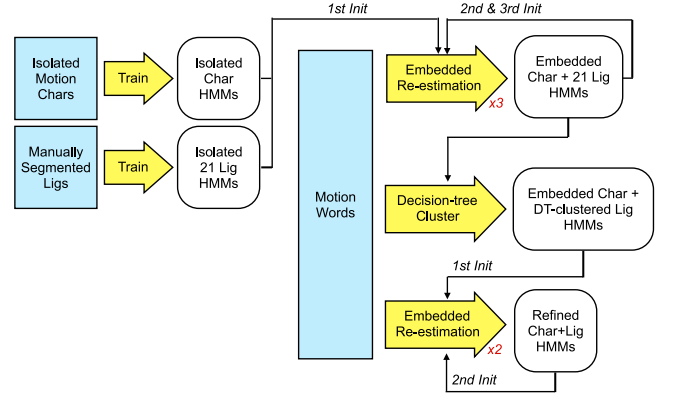 1st Init
2nd & 3rd Init
Isolated
Motion
Chars
Train
Isolated
Char
HMMs
Embedded
Re-estimation
x3
Embedded
Char + 21 Lig
HMMs
Manually
Segmented
Ligs
Train
Isolated
21 Lig
HMMs
Motion
Words
Decision-tree
Cluster
Embedded Char +
DT-clustered Lig
HMMs
1st Init
Embedded
Re-estimation
x2
Refined
Char+Lig
HMMs
2nd Init